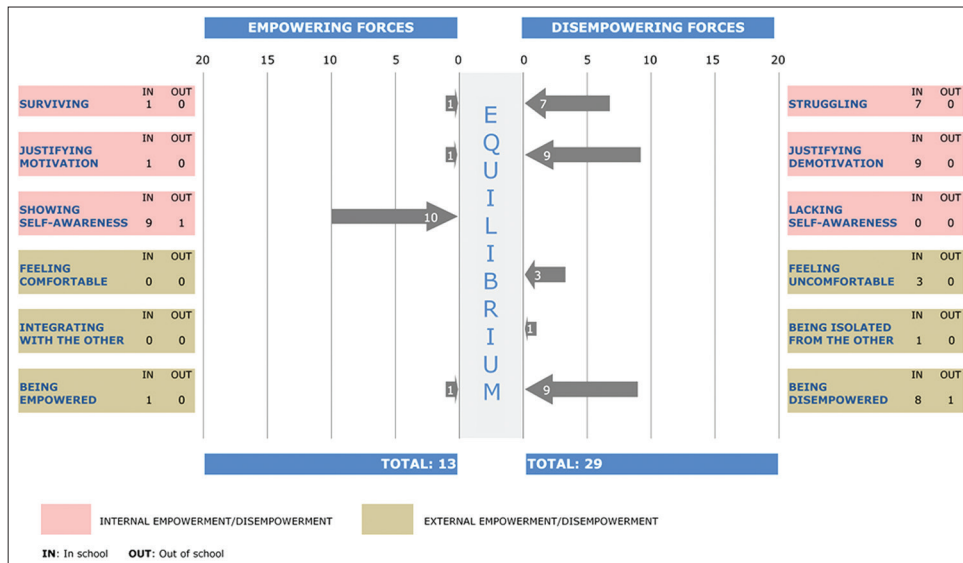 EMPOWERING FORCES DISEMPOWERING FORCES
20 10 5 0 0 5 10 15 20
IN OUT
SURVIVING 1 0
1
7
IN OUT
STRUGGLING 7 0
IN OUT
JUSTIFYING
MOTIVATION 1 0
1
9
IN OUT
JUSTIFYING
DEMOTIVATION 9 0
IN OUT
SHOWING
SELF-AWARENESS 9 1
10
IN OUT
LACKING
SELF-AWARENESS 0 0
IN OUT
FEELING
COMFORTABLE 0 0
3
IN OUT
FEELING
UNCOMFORTABLE 3 0
IN OUT
INTEGRATING
WITH THE OTHER 0 0
1
IN OUT
BEING ISOLATED
FROM THE OTHER 1 0
IN OUT
BEING
EMPOWERED 1 0
1
9
IN OUT
BEING
DISEMPOWERED 8 1
EQUILIBRIUM
TOTAL: 13 TOTAL: 29
INTERNAL EMPOWERMENT/DISEMPOWERMENT EXTERNAL EMPOWERMENT/DISEMPOWERMENT
IN: In school OUT: Out of school